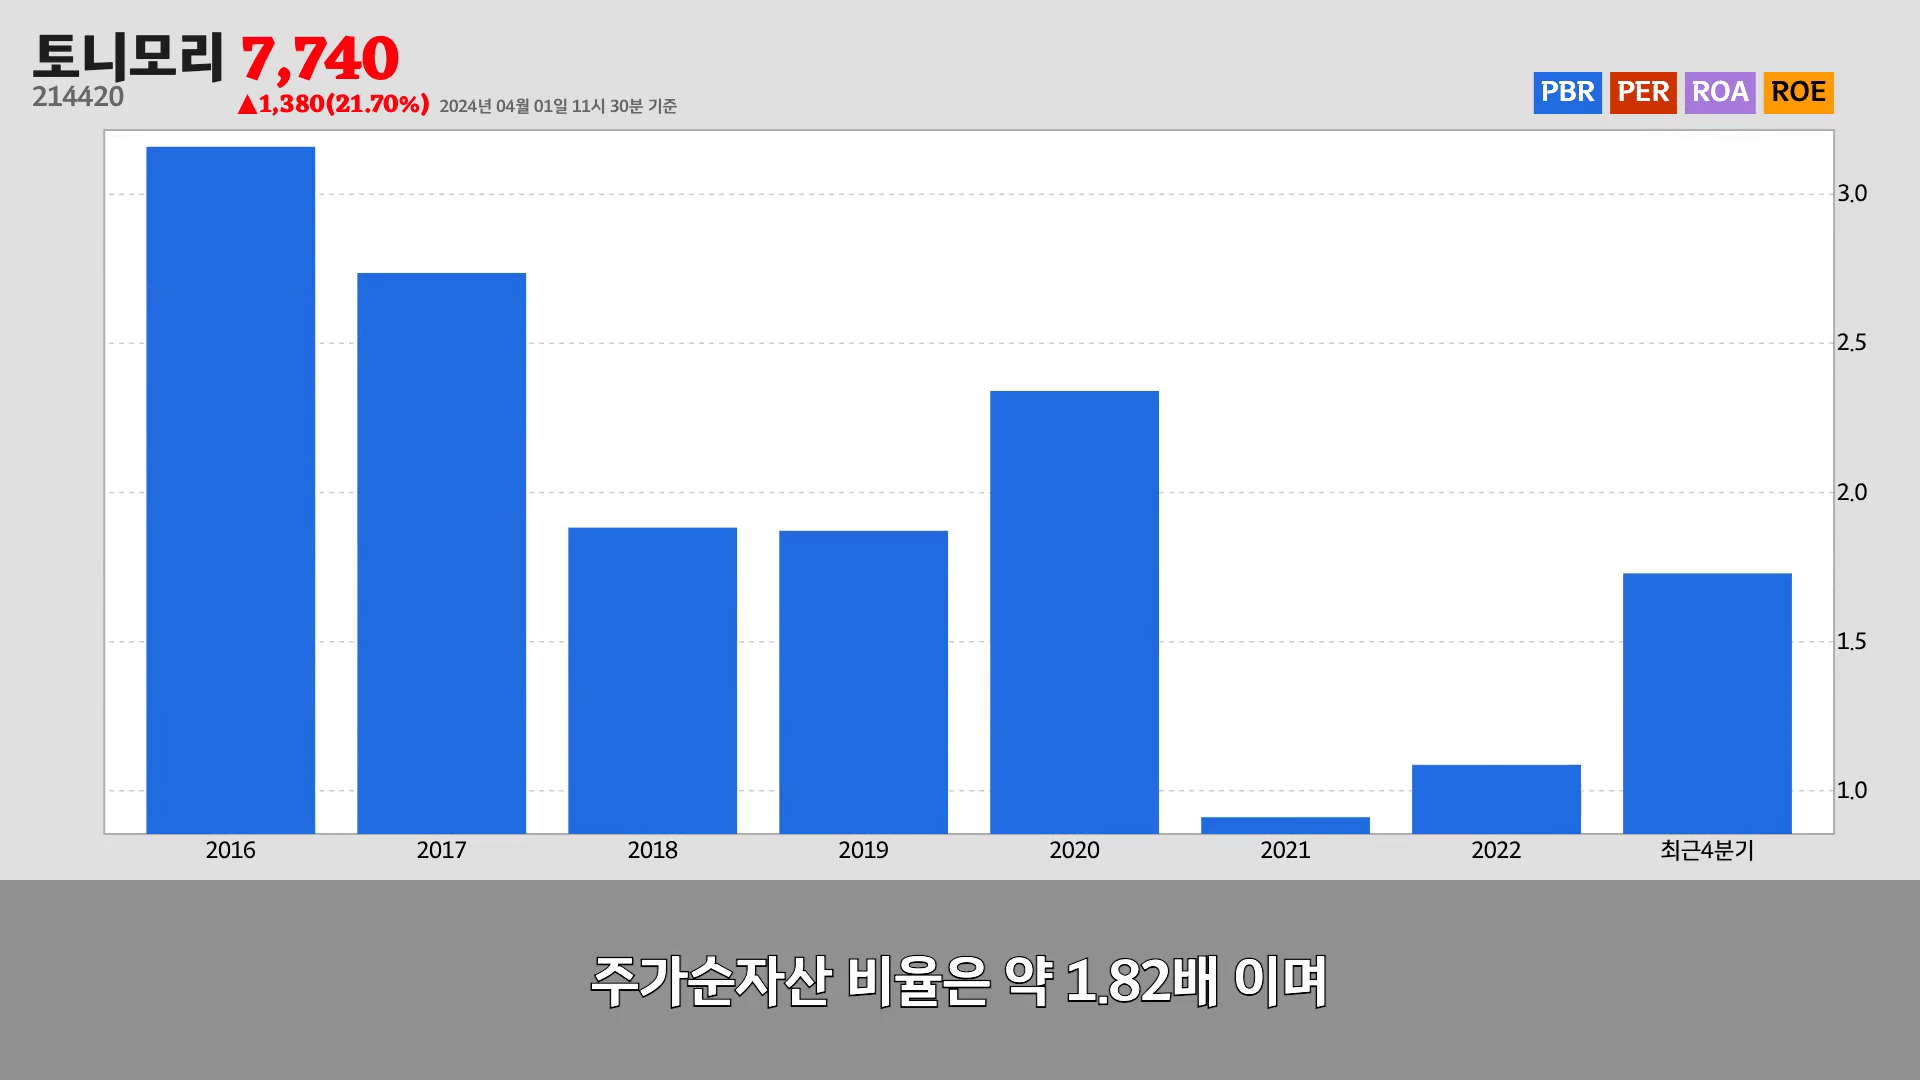 토니모리 7,740
214420
▲1,380(21.70%) 2024년 04월 01일 11시 30분 기준
PBR PER ROA ROE
3.0
2.5
2.0
1.5
1.0
2016 2017 2018 2019 2020 2021 2022 최근4분기
주가순자산 비율은 약 1.82배 이며